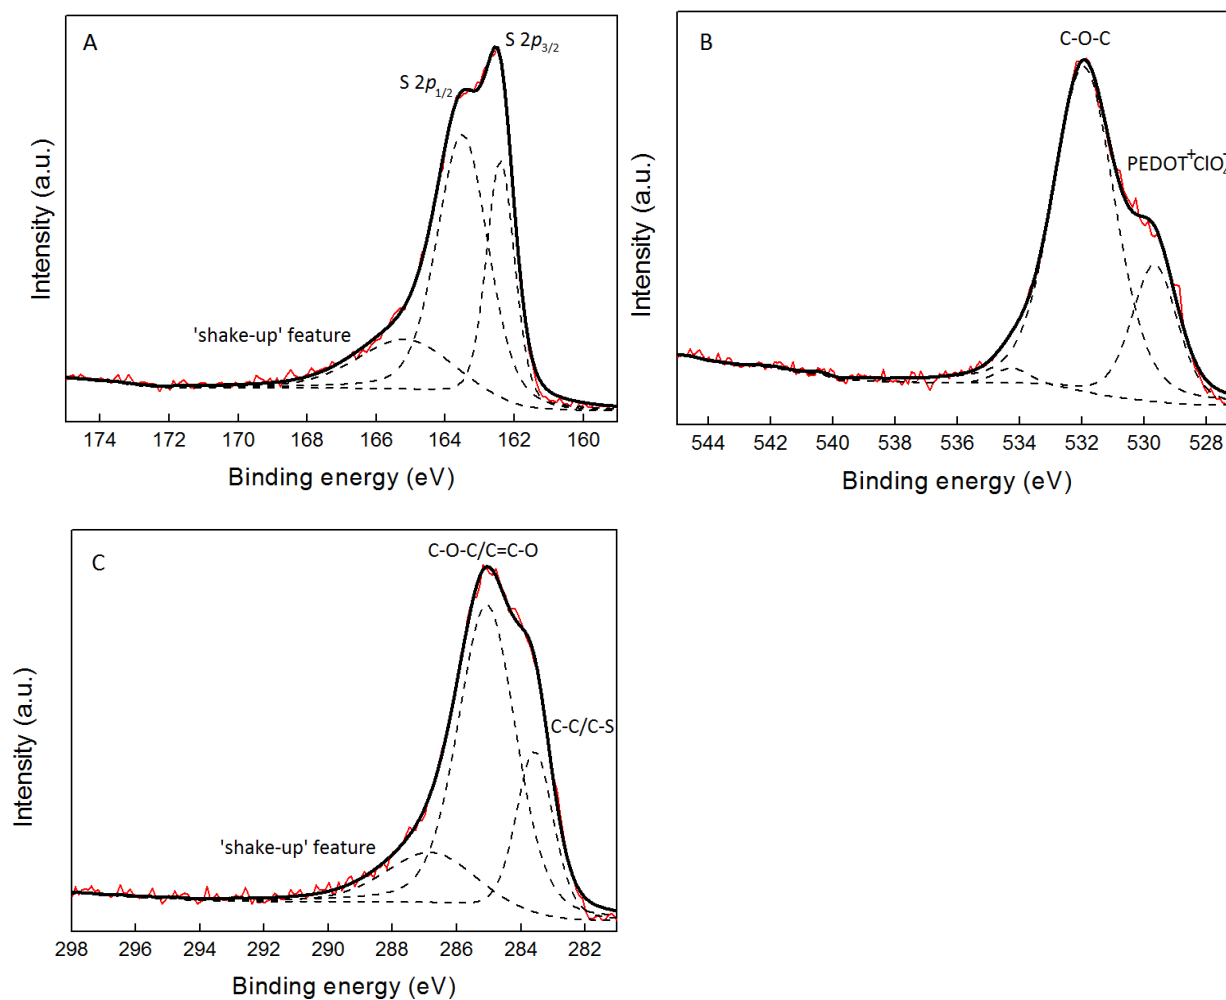 A
S 2p3/2
S 2p1/2
'shake-up' feature
Intensity (a.u.)
174 172 170 168 166 164 162 160
Binding energy (eV)
B
C-O-C
PEDOT+ClO4-
Intensity (a.u.)
544 542 540 538 536 534 532 530 528
Binding energy (eV)
C
C-O-C/C=C-O
C-C/C-S
'shake-up' feature
Intensity (a.u.)
298 296 294 292 290 288 286 284 282
Binding energy (eV)